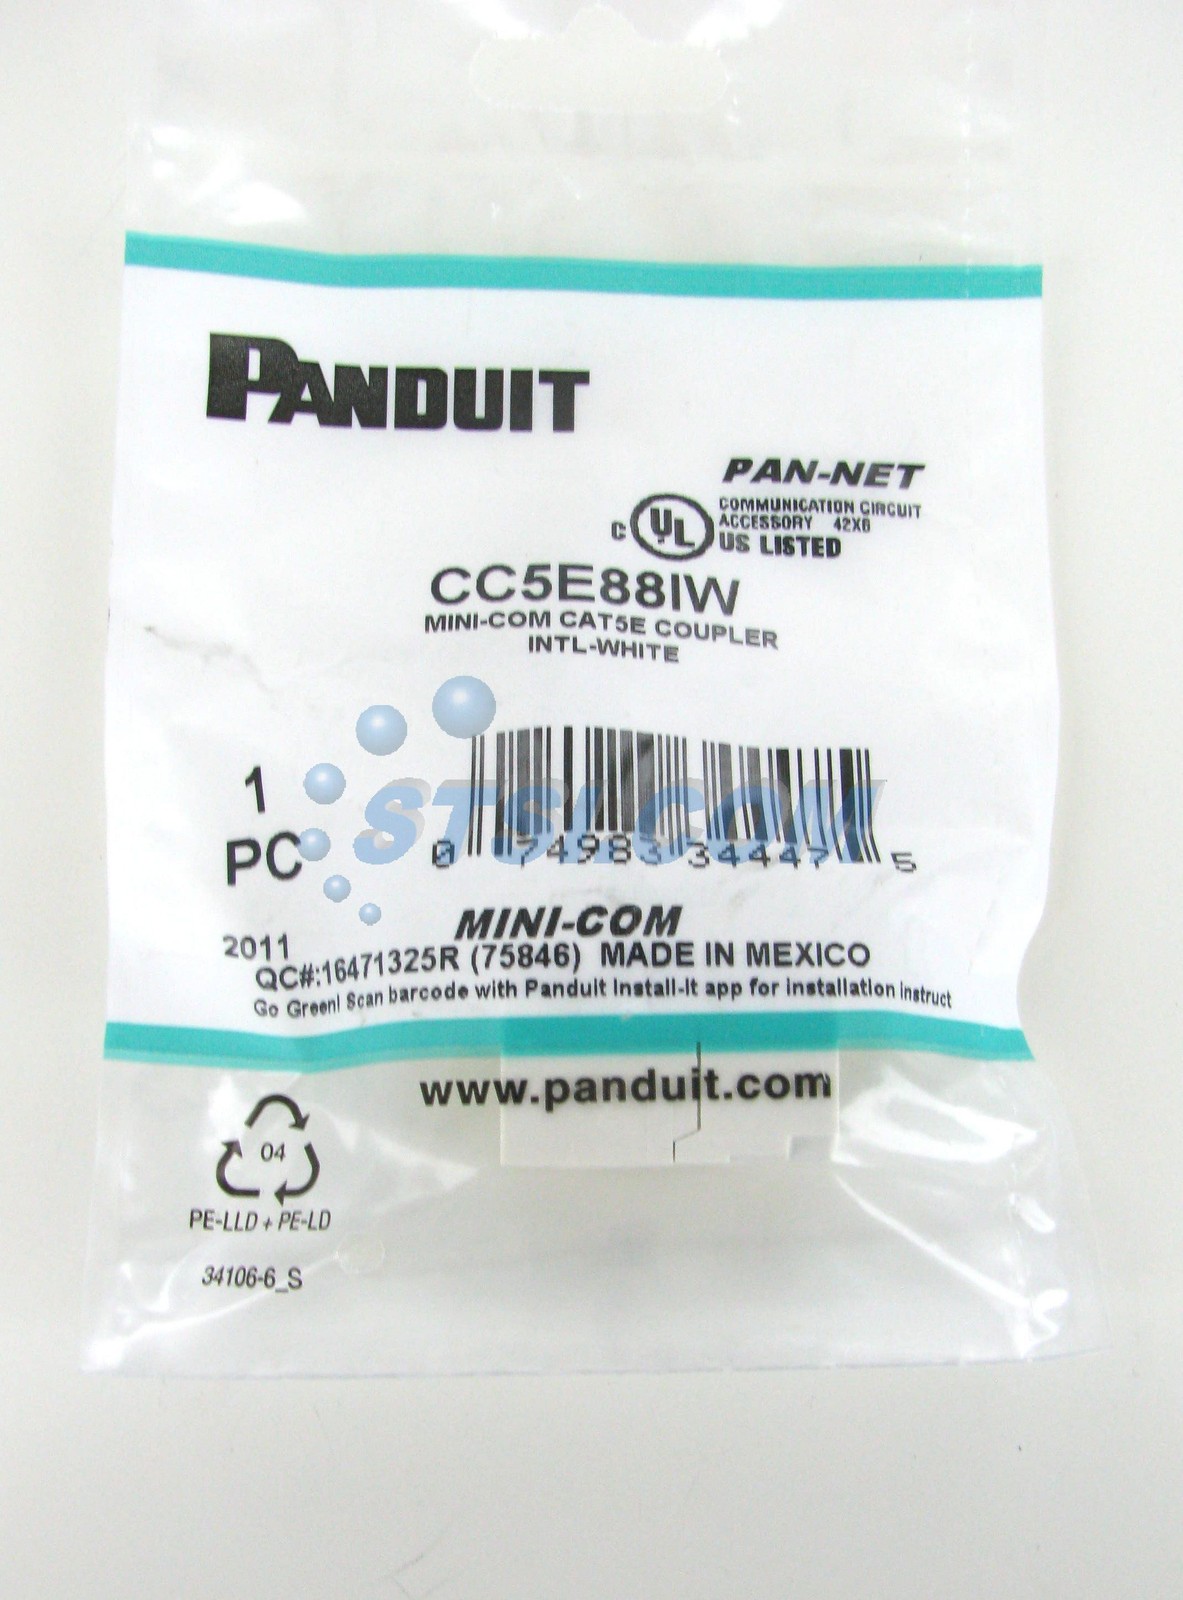 PANDUIT
PAN-NET
COMMUNICATION CIRCUIT
ACCESSORY 42X6
C UL US LISTED
CC5E88IW
MINI-COM CAT5E COUPLER
INTL-WHITE
1
PC
STSI.COM
0 74983 34447 5
MINI-COM
2011
QC#:16471325R (75846) MADE IN MEXICO
Go Green! Scan barcode with Panduit Install-It app for installation instruct
www.panduit.com
04
PE-LLD + PE-LD
34106-6_S